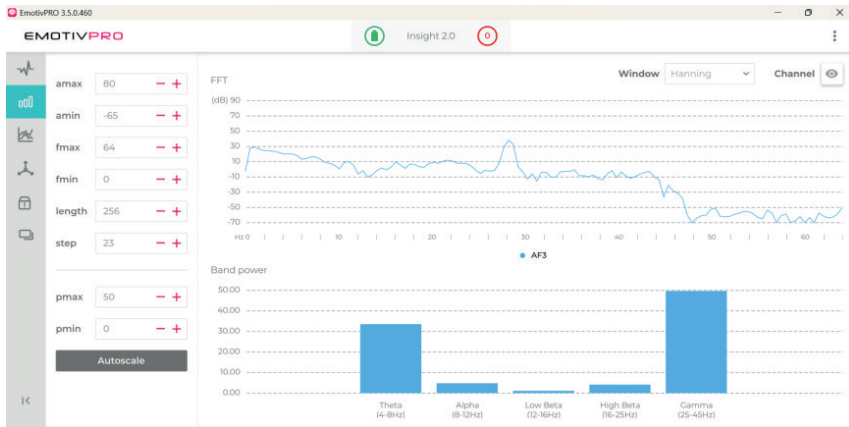 EmotivPRO 3.5.0.460
EMOTIVPRO
Insight 2.0
0
amax 80 − +
amin -65 − +
fmax 64 − +
fmin 0 − +
length 256 − +
step 23 − +
pmax 50 − +
pmin 0 − +
Autoscale
FFT
Window Hanning Channel
(dB) 90
70
50
30
10
-10
-30
-50
-70
Hz 0 10 20 30 40 50 60
AF3
Band power
50.00
40.00
30.00
20.00
10.00
0.00
Theta Alpha Low Beta High Beta Gamma
(4-8Hz) (8-12Hz) (12-16Hz) (16-25Hz) (25-45Hz)